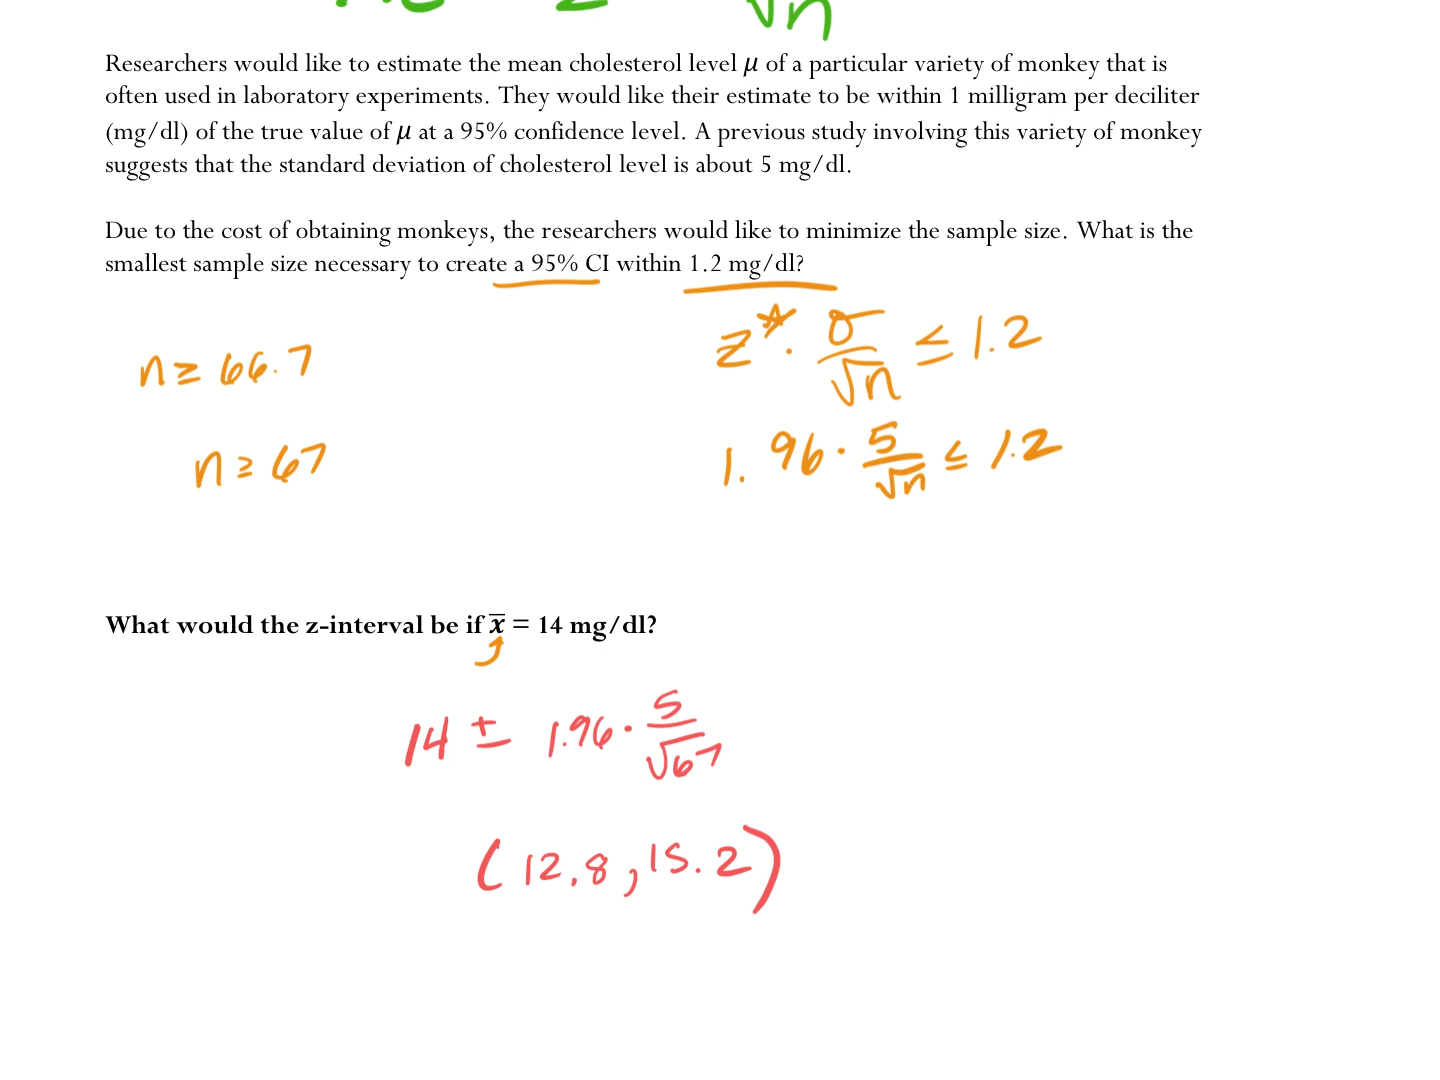 √n
Researchers would like to estimate the mean cholesterol level μ of a particular variety of monkey that is
often used in laboratory experiments. They would like their estimate to be within 1 milligram per deciliter
(mg/dl) of the true value of μ at a 95% confidence level. A previous study involving this variety of monkey
suggests that the standard deviation of cholesterol level is about 5 mg/dl.
Due to the cost of obtaining monkeys, the researchers would like to minimize the sample size. What is the
smallest sample size necessary to create a 95% CI within 1.2 mg/dl?
z* · σ/√n ≤ 1.2
n ≥ 66.7
1.96 · 5/√n ≤ 1.2
n ≥ 67
What would the z-interval be if x̄ = 14 mg/dl?
14 ± 1.96 · 5/√67
(12.8, 15.2)